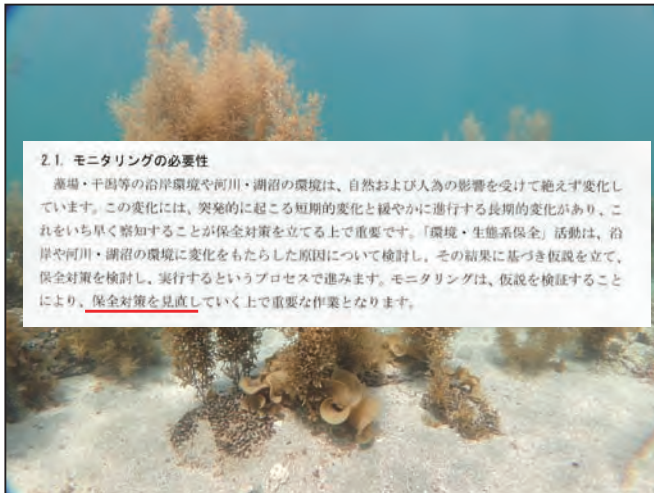 2.1. モニタリングの必要性
藻場・干潟等の沿岸環境や河川・湖沼の環境は、自然および人為の影響を受けて絶えず変化し
ています。この変化には、突発的に起こる短期的変化と緩やかに進行する長期的変化があり、こ
れをいち早く察知することが保全対策を立てる上で重要です。「環境・生態系保全」活動は、沿
岸や河川・湖沼の環境に変化をもたらした原因について検討し、その結果に基づき仮説を立て、
保全対策を検討し、実行するというプロセスで進みます。モニタリングは、仮説を検証すること
により、保全対策を見直していく上で重要な作業となります。